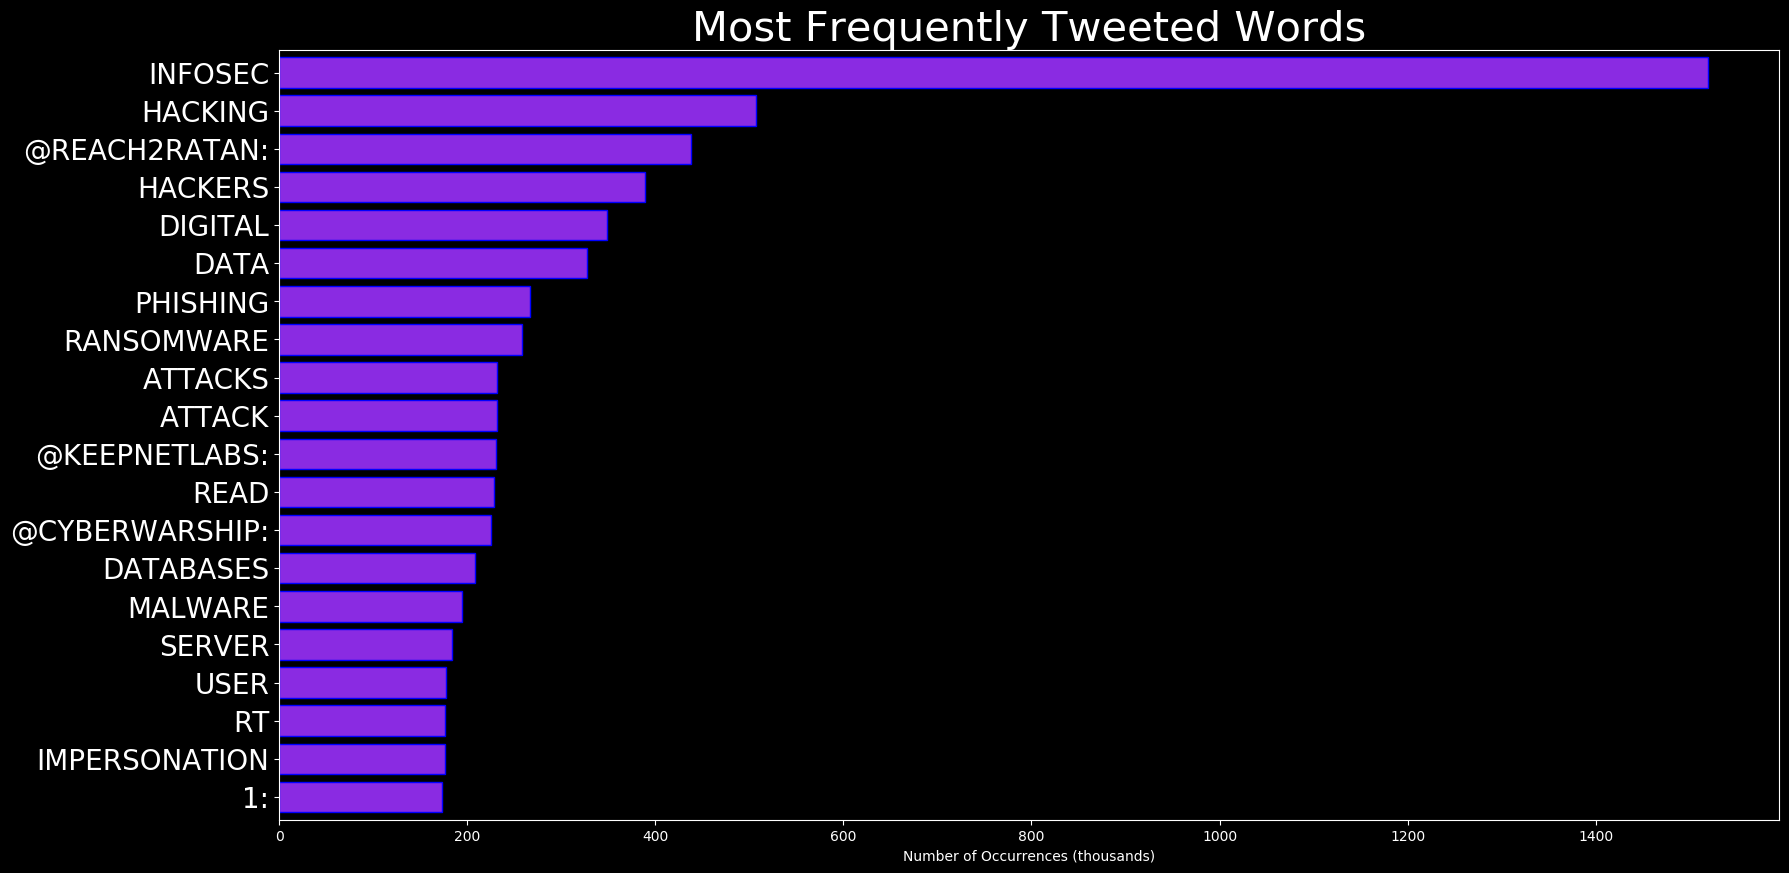 Most Frequently Tweeted Words
INFOSEC
HACKING
@REACH2RATAN:
HACKERS
DIGITAL
DATA
PHISHING
RANSOMWARE
ATTACKS
ATTACK
@KEEPNETLABS:
READ
@CYBERWARSHIP:
DATABASES
MALWARE
SERVER
USER
RT
IMPERSONATION
1:
0 200 400 600 800 1000 1200 1400
Number of Occurrences (thousands)